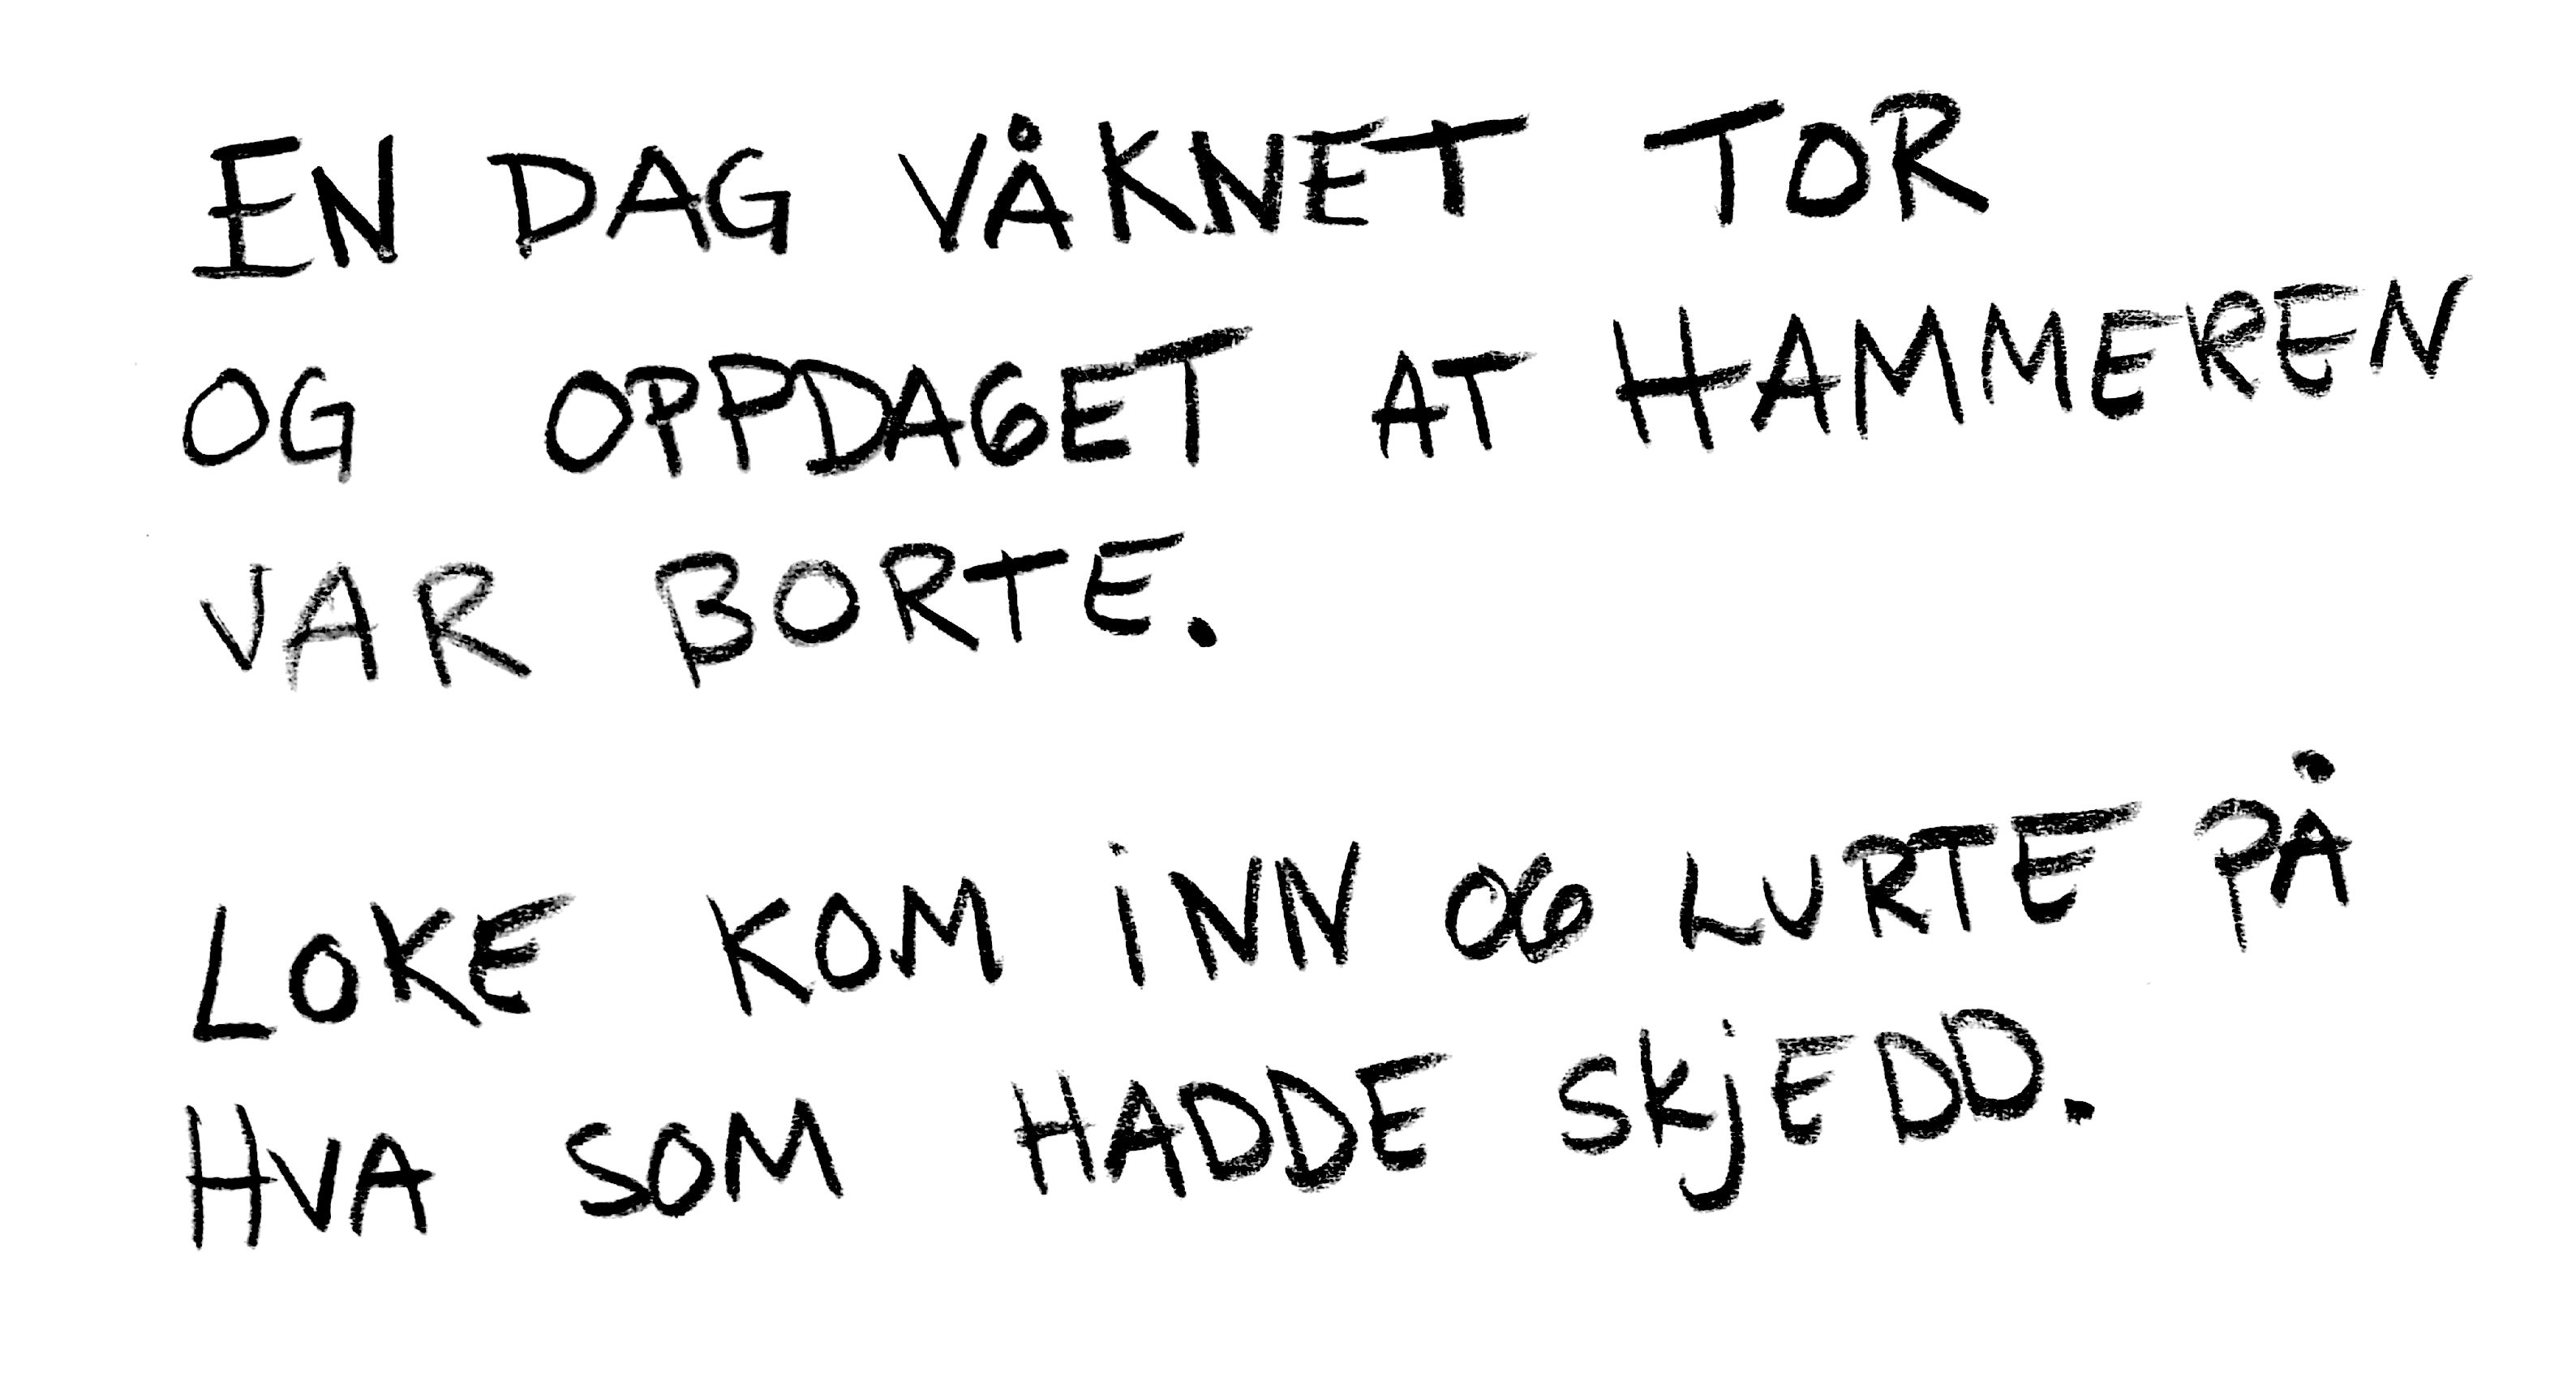 EN DAG VÅKNET TOR
OG OPPDAGET AT HAMMEREN
VAR BORTE.
LOKE KOM iNN OG LURTE PÅ
HVA SOM HADDE SKjEDD.